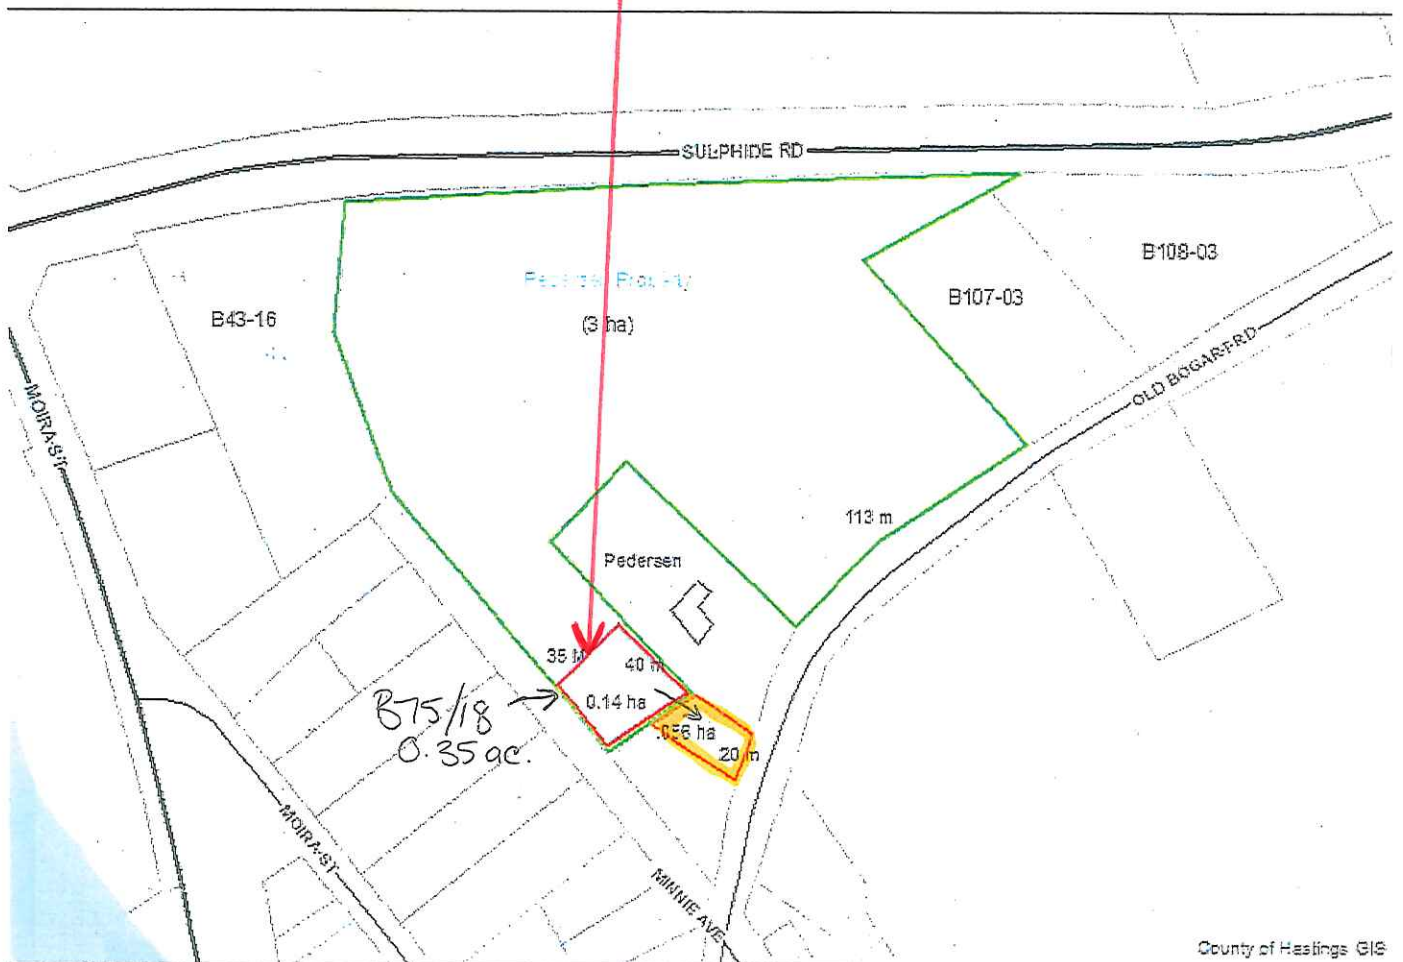 SULPHIDE RD
B108-03
Pedersen Property
B107-03
B43-16
(3 ha)
OLD BOGART RD
MOIRA ST
113 m
Pedersen
35 M
40 m
B75/18
0.35 ac.
0.14 ha
.056 ha
20 m
MOIRA ST
MINNIE AVE
County of Hastings GIS